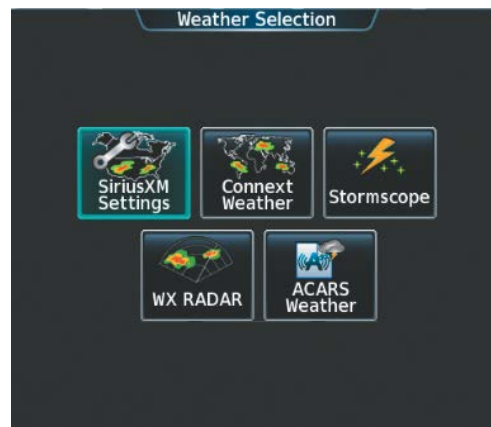 Weather Selection
SiriusXM
Settings
Connext
Weather
Stormscope
WX RADAR
ACARS
Weather